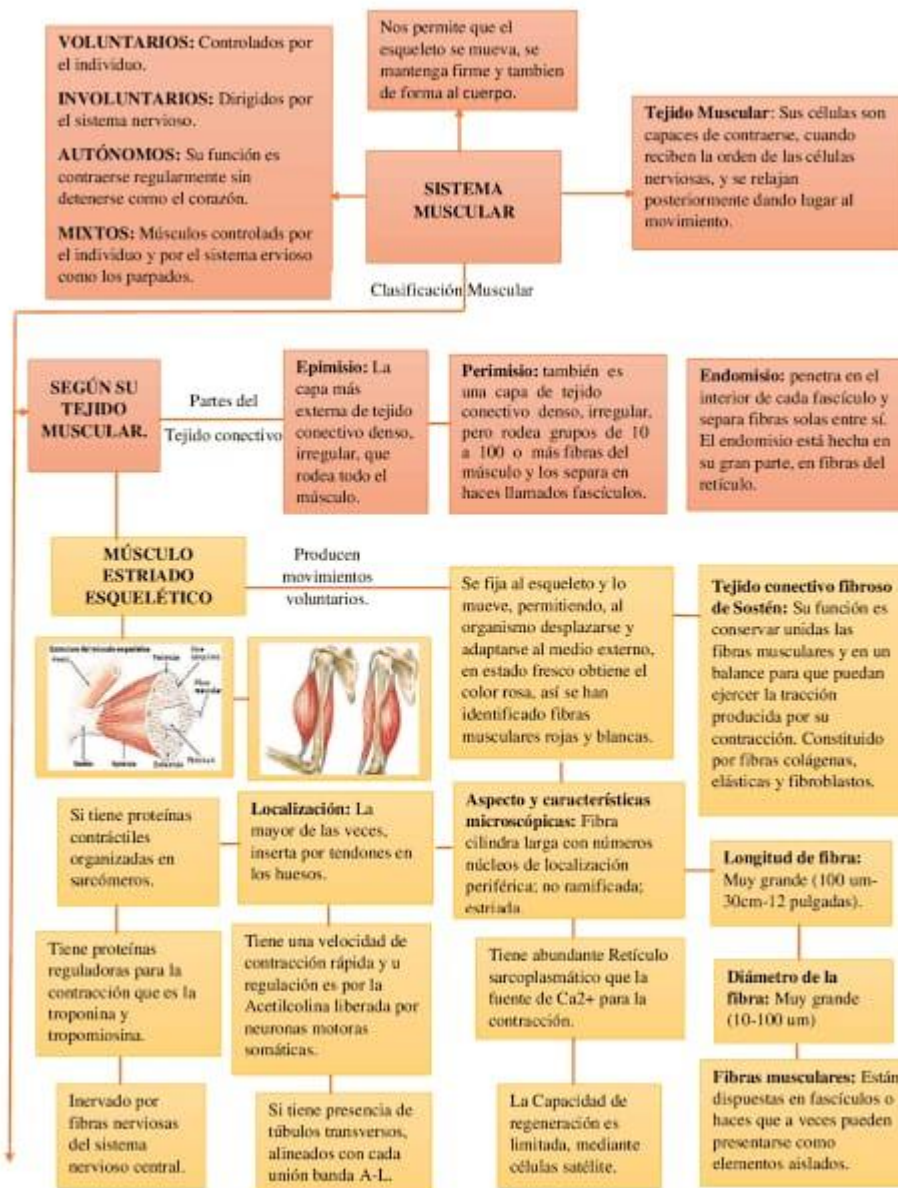 VOLUNTARIOS: Controlados por
el individuo.
INVOLUNTARIOS: Dirigidos por
el sistema nervioso.
AUTÓNOMOS: Su función es
contraerse regularmente sin
detenerse como el corazón.
MIXTOS: Músculos controlads por
el individuo y por el sistema ervioso
como los parpados.
Nos permite que el
esqueleto se mueva, se
mantenga firme y tambien
de forma al cuerpo.
SISTEMA
MUSCULAR
Tejido Muscular: Sus células son
capaces de contraerse, cuando
reciben la orden de las células
nerviosas, y se relajan
posteriormente dando lugar al
movimiento.
Clasificación Muscular
SEGÚN SU
TEJIDO
MUSCULAR.
Partes del
Tejido conectivo
Epimisio: La
capa más
externa de tejido
conectivo denso,
irregular, que
rodea todo el
músculo.
Perimisio: también es
una capa de tejido
conectivo denso, irregular,
pero rodea grupos de 10
a 100 o más fibras del
músculo y los separa en
haces llamados fascículos.
Endomisio: penetra en el
interior de cada fascículo y
separa fibras solas entre sí.
El endomisio está hecha en
su gran parte, en fibras del
retículo.
MÚSCULO
ESTRIADO
ESQUELÉTICO
Producen
movimientos
voluntarios.
Se fija al esqueleto y lo
mueve, permitiendo, al
organismo desplazarse y
adaptarse al medio externo,
en estado fresco obtiene el
color rosa, así se han
identificado fibras
musculares rojas y blancas.
Tejido conectivo fibroso
de Sostén: Su función es
conservar unidas las
fibras musculares y en un
balance para que puedan
ejercer la tracción
producida por su
contracción. Constituido
por fibras colágenas,
elásticas y fibroblastos.
Si tiene proteínas
contráctiles
organizadas en
sarcómeros.
Localización: La
mayor de las veces,
inserta por tendones en
los huesos.
Aspecto y características
microscópicas: Fibra
cilindra larga con números
núcleos de localización
periférica; no ramificada;
estriada
Longitud de fibra:
Muy grande (100 um-
30cm-12 pulgadas).
Tiene proteínas
reguladoras para la
contracción que es la
troponina y
tropomiosina.
Tiene una velocidad de
contracción rápida y u
regulación es por la
Acetilcolina liberada por
neuronas motoras
somáticas.
Tiene abundante Retículo
sarcoplasmático que la
fuente de Ca2+ para la
contracción.
Diámetro de la
fibra: Muy grande
(10-100 um)
Inervado por
fibras nerviosas
del sistema
nervioso central.
Si tiene presencia de
túbulos transversos,
alineados con cada
unión banda A-L.
La Capacidad de
regeneración es
limitada, mediante
células satélite.
Fibras musculares: Están
dispuestas en fascículos o
haces que a veces pueden
presentarse como
elementos aislados.